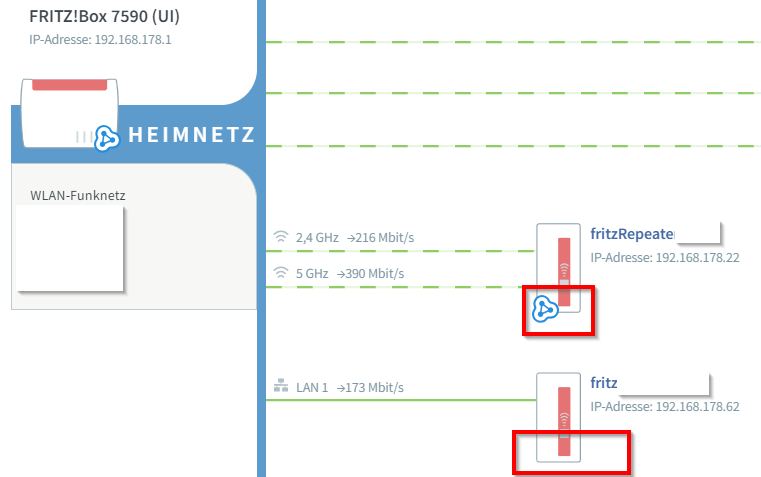 FRITZ!Box 7590 (UI)
IP-Adresse: 192.168.178.1
HEIMNETZ
WLAN-Funknetz
2,4 GHz →216 Mbit/s
5 GHz →390 Mbit/s
fritzRepeate
IP-Adresse: 192.168.178.22
LAN 1 →173 Mbit/s
fritz
IP-Adresse: 192.168.178.62